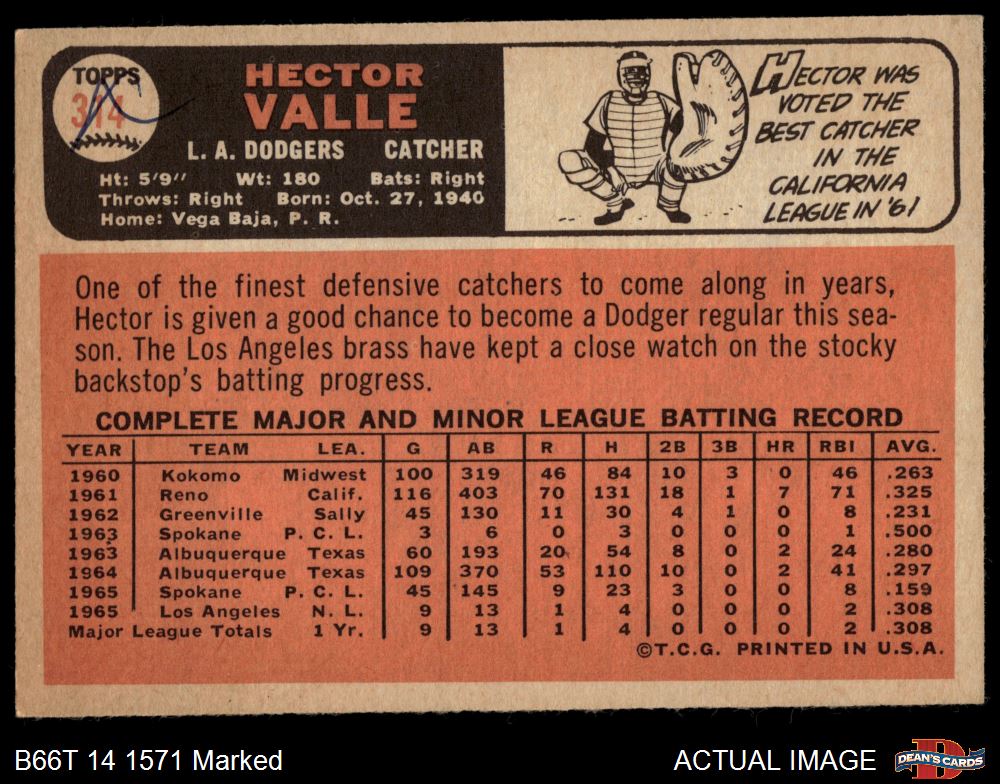 TOPPS
314
HECTOR
VALLE
L. A. DODGERS CATCHER
Ht: 5'9" Wt: 180 Bats: Right
Throws: Right Born: Oct. 27, 1940
Home: Vega Baja, P. R.
HECTOR WAS
VOTED THE
BEST CATCHER
IN THE
CALIFORNIA
LEAGUE IN '61
One of the finest defensive catchers to come along in years,
Hector is given a good chance to become a Dodger regular this sea-
son. The Los Angeles brass have kept a close watch on the stocky
backstop's batting progress.
COMPLETE MAJOR AND MINOR LEAGUE BATTING RECORD
YEAR TEAM LEA. G AB R H 2B 3B HR RBI AVG.
1960 Kokomo Midwest 100 319 46 84 10 3 0 46 .263
1961 Reno Calif. 116 403 70 131 18 1 7 71 .325
1962 Greenville Sally 45 130 11 30 4 1 0 8 .231
1963 Spokane P. C. L. 3 6 0 3 0 0 0 1 .500
1963 Albuquerque Texas 60 193 20 54 8 0 2 24 .280
1964 Albuquerque Texas 109 370 53 110 10 0 2 41 .297
1965 Spokane P. C. L. 45 145 9 23 3 0 0 8 .159
1965 Los Angeles N. L. 9 13 1 4 0 0 0 2 .308
Major League Totals 1 Yr. 9 13 1 4 0 0 0 2 .308
©T.C.G. PRINTED IN U.S.A.
B66T 14 1571 Marked
ACTUAL IMAGE
DEAN'S CARDS